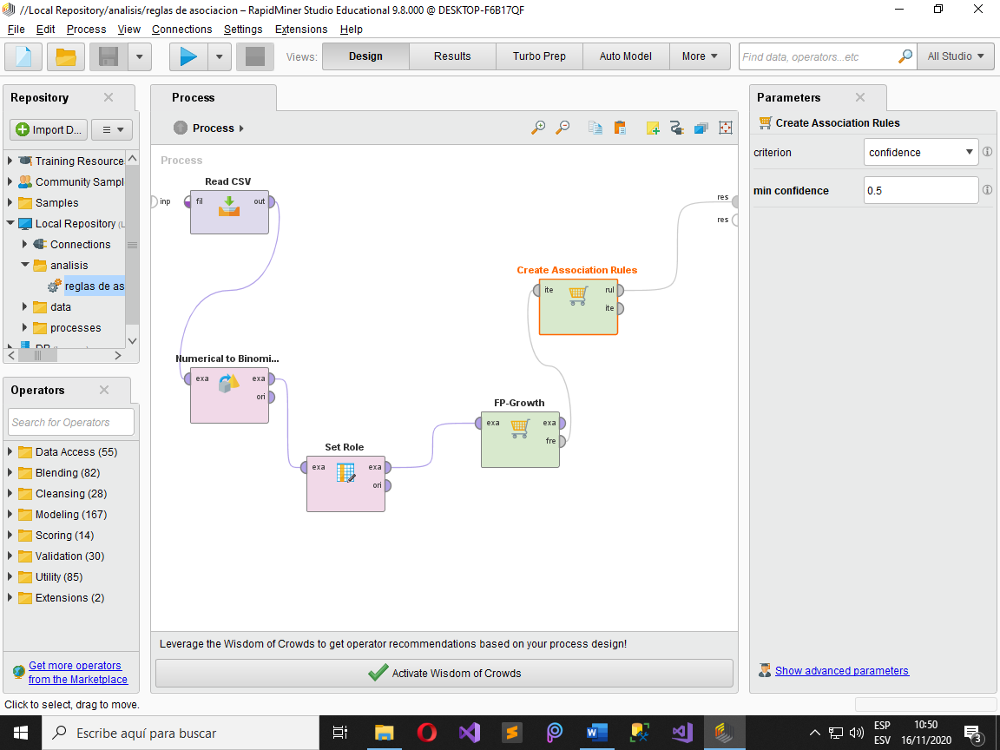 //Local Repository/analisis/reglas de asociacion – RapidMiner Studio Educational 9.8.000 @ DESKTOP-F6B17QF
File Edit Process View Connections Settings Extensions Help
Views: Design Results Turbo Prep Auto Model More Find data, operators...etc All Studio
Repository
Import D...
Training Resource
Community Sampl
Samples
Local Repository (L
Connections
analisis
reglas de as
data
processes
DB
Operators
Search for Operators
Data Access (55)
Blending (82)
Cleansing (28)
Modeling (167)
Scoring (14)
Validation (30)
Utility (85)
Extensions (2)
Get more operators
from the Marketplace
Process
Process
Process
Read CSV
inp fil out
Numerical to Binomi...
exa exa
ori
Set Role
exa exa
ori
FP-Growth
exa exa
fre
Create Association Rules
ite rul
ite
res
res
Leverage the Wisdom of Crowds to get operator recommendations based on your process design!
Activate Wisdom of Crowds
Parameters
Create Association Rules
criterion confidence
min confidence 0.5
Show advanced parameters
Click to select, drag to move.
Escribe aquí para buscar
ESP
ESV
10:50
16/11/2020
3